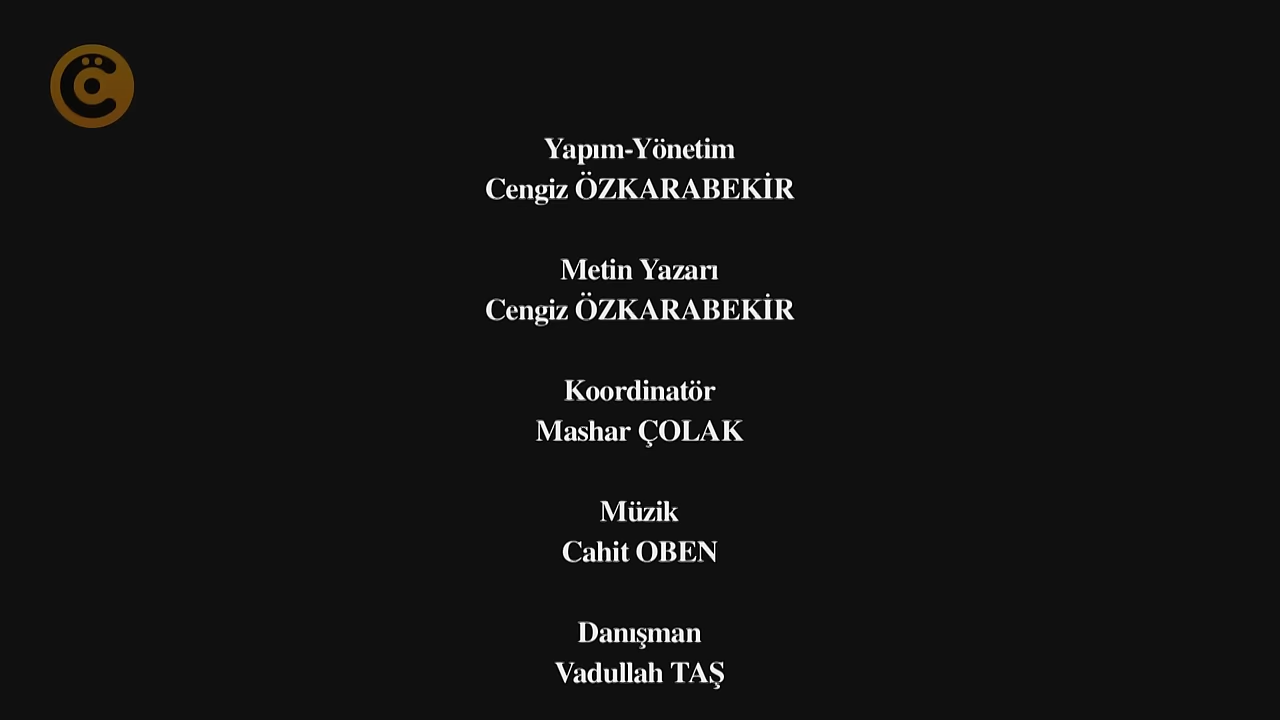 Yapım-Yönetim
Cengiz ÖZKARABEKİR
Metin Yazarı
Cengiz ÖZKARABEKİR
Koordinatör
Mashar ÇOLAK
Müzik
Cahit OBEN
Danışman
Vadullah TAŞ